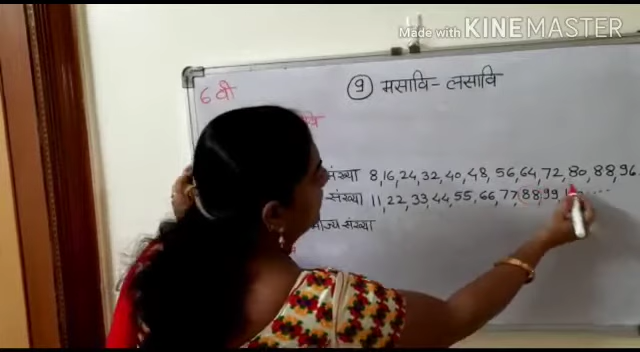 Made with KINEMASTER
6 वी
९ मसावि - लसावि
संख्या 8,16,24,32,40,48,56,64,72,80,88,96
संख्या 11,22,33,44,55,66,77,88,99,
संख्या